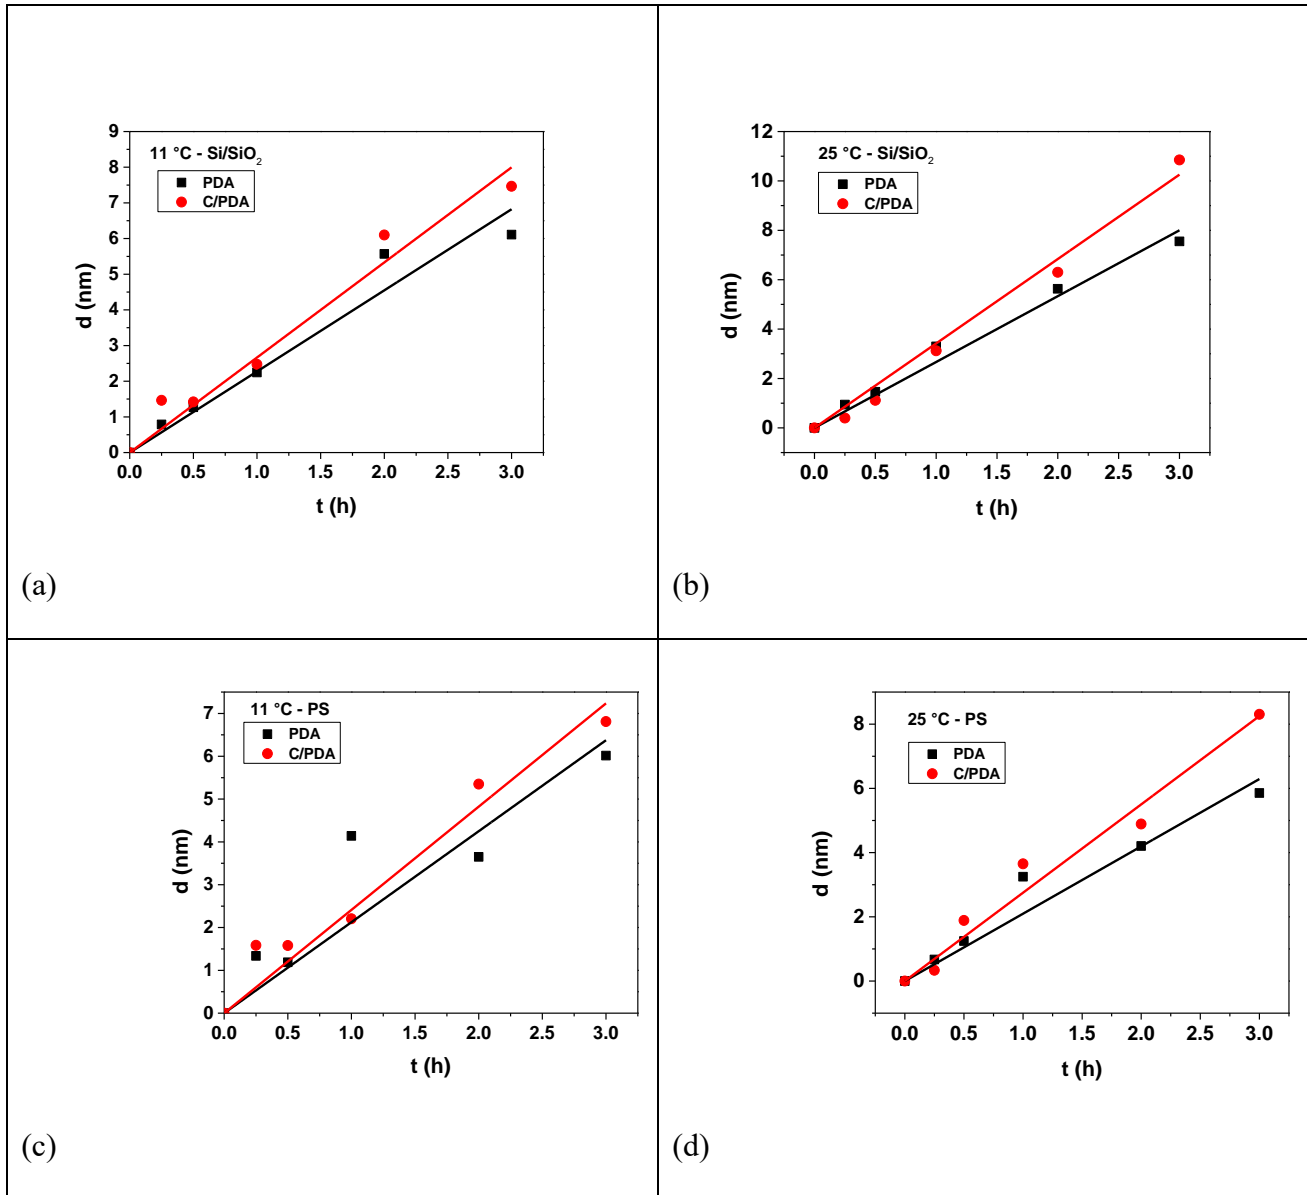 11 °C - Si/SiO2
PDA
C/PDA
d (nm)
9
8
7
6
5
4
3
2
1
0
0.0 0.5 1.0 1.5 2.0 2.5 3.0
t (h)
(a)
25 °C - Si/SiO2
PDA
C/PDA
d (nm)
12
10
8
6
4
2
0
0.0 0.5 1.0 1.5 2.0 2.5 3.0
t (h)
(b)
11 °C - PS
PDA
C/PDA
d (nm)
7
6
5
4
3
2
1
0
0.0 0.5 1.0 1.5 2.0 2.5 3.0
t (h)
(c)
25 °C - PS
PDA
C/PDA
d (nm)
8
6
4
2
0
0.0 0.5 1.0 1.5 2.0 2.5 3.0
t (h)
(d)